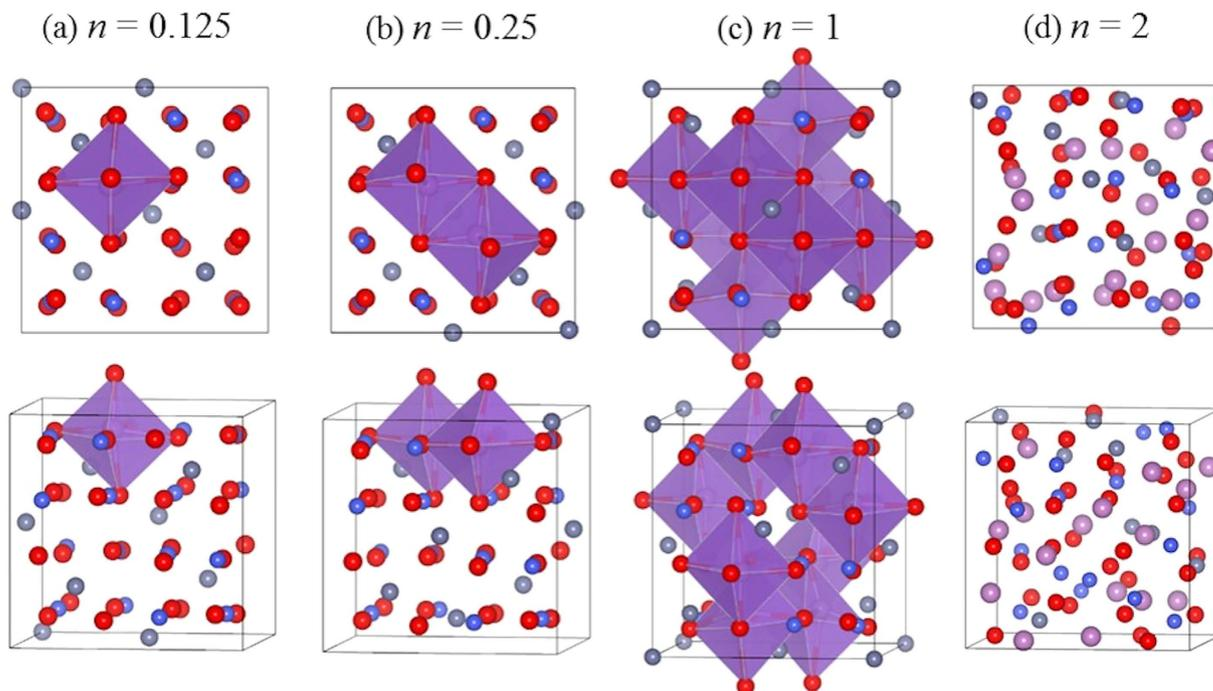 (a) n = 0.125 (b) n = 0.25 (c) n = 1 (d) n = 2